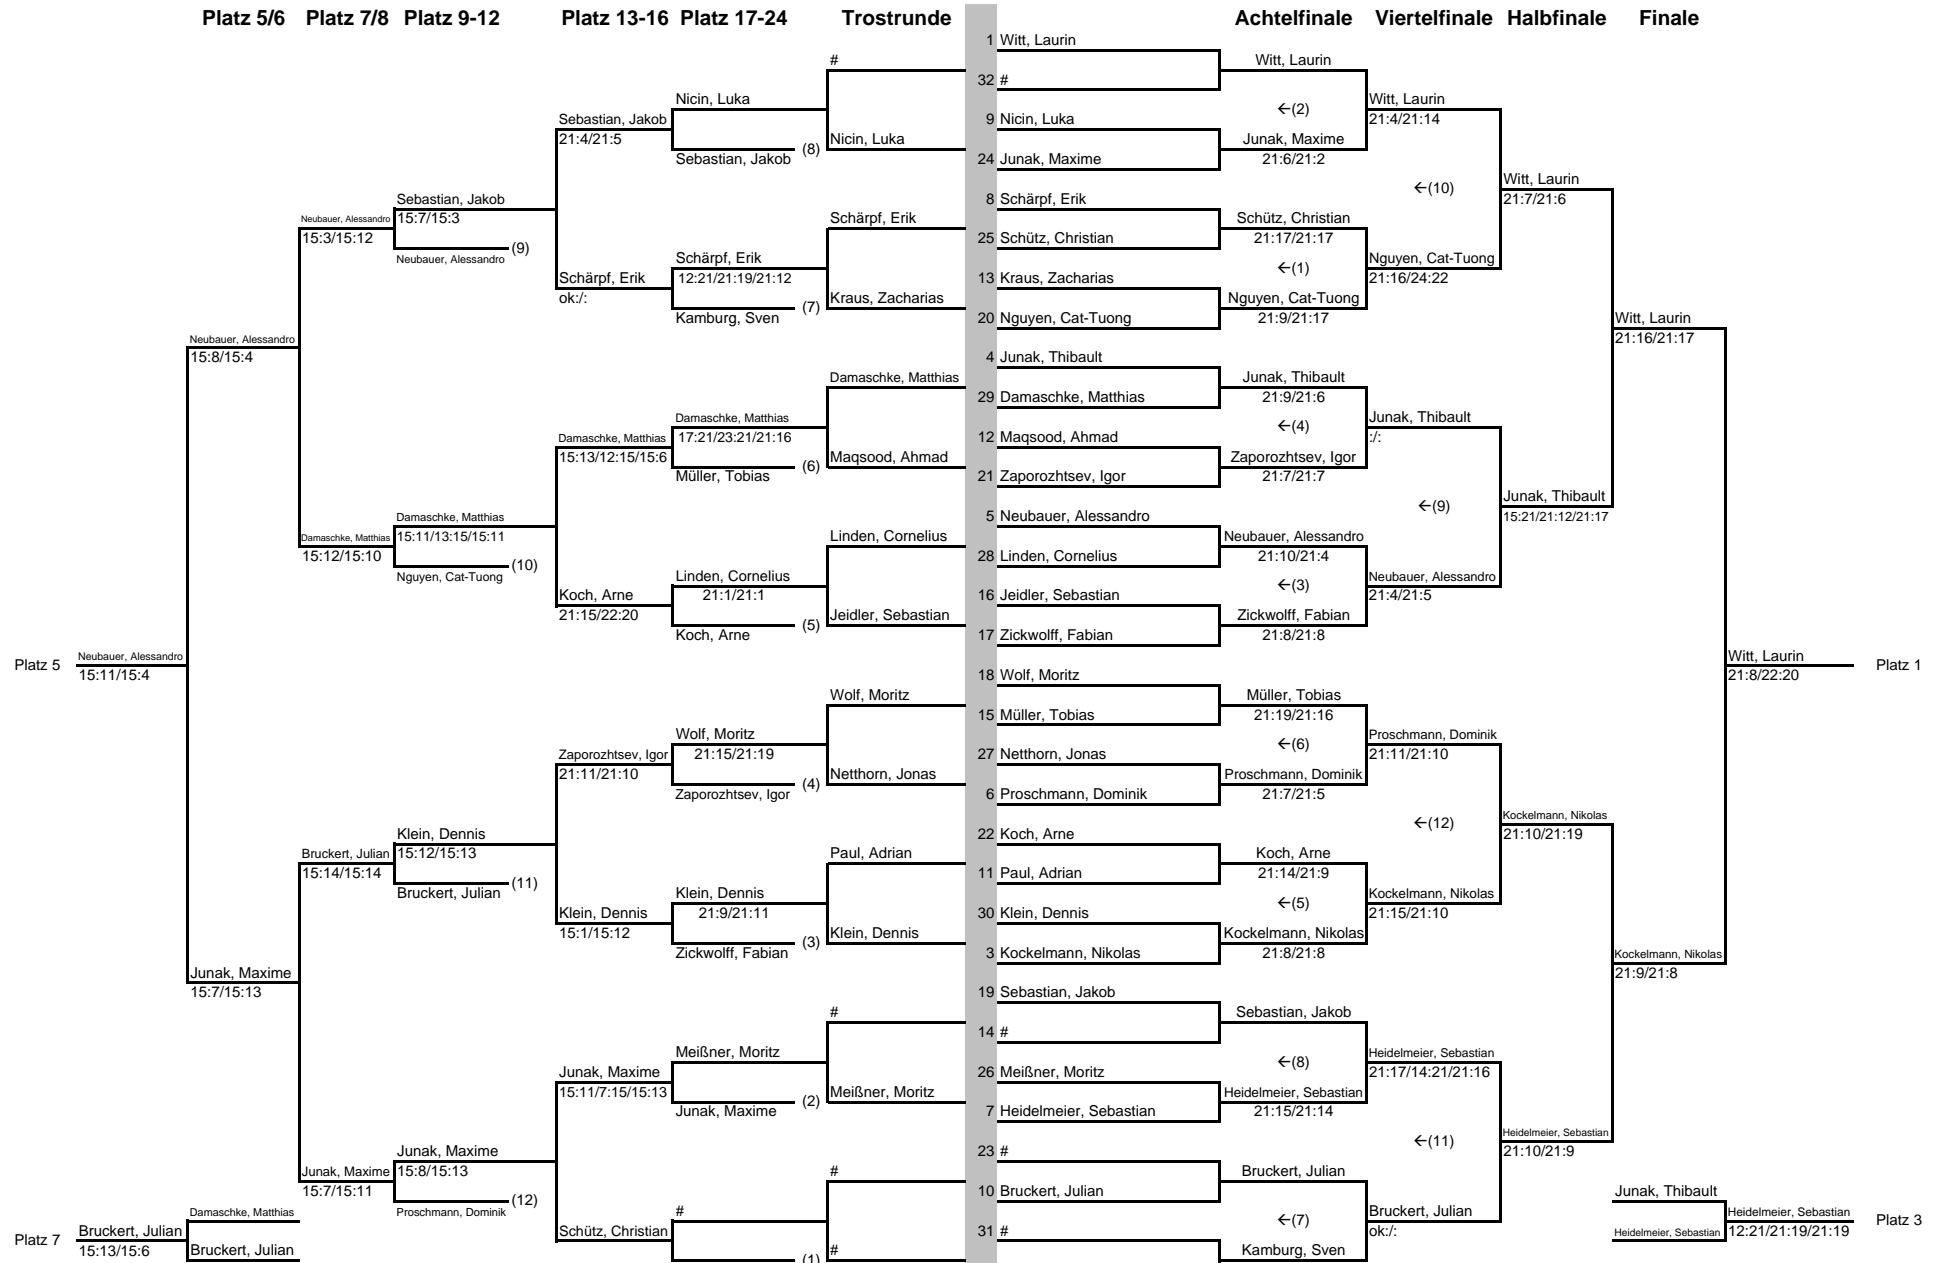 Platz 5/6 Platz 7/8 Platz 9-12 Platz 13-16 Platz 17-24 Trostrunde Achtelfinale Viertelfinale Halbfinale Finale
1 Witt, Laurin
# Witt, Laurin
32 #
Nicin, Luka ←(2) Witt, Laurin
Sebastian, Jakob 9 Nicin, Luka 21:4/21:14
21:4/21:5 Nicin, Luka Junak, Maxime
Sebastian, Jakob (8) 24 Junak, Maxime 21:6/21:2
←(10) Witt, Laurin
Sebastian, Jakob 8 Schärpf, Erik 21:7/21:6
Neubauer, Alessandro 15:7/15:3 Schärpf, Erik Schütz, Christian
15:3/15:12 (9) 25 Schütz, Christian 21:17/21:17
Neubauer, Alessandro Schärpf, Erik ←(1) Nguyen, Cat-Tuong
Schärpf, Erik 12:21/21:19/21:12 13 Kraus, Zacharias 21:16/24:22
ok:/: Kraus, Zacharias Nguyen, Cat-Tuong
Kamburg, Sven (7) 20 Nguyen, Cat-Tuong 21:9/21:17 Witt, Laurin
Neubauer, Alessandro 21:16/21:17
15:8/15:4 4 Junak, Thibault
Damaschke, Matthias Junak, Thibault
29 Damaschke, Matthias 21:9/21:6
Damaschke, Matthias ←(4) Junak, Thibault
Damaschke, Matthias 17:21/23:21/21:16 12 Maqsood, Ahmad :/:
15:13/12:15/15:6 Maqsood, Ahmad Zaporozhtsev, Igor
Müller, Tobias (6) 21 Zaporozhtsev, Igor 21:7/21:7
←(9) Junak, Thibault
Damaschke, Matthias 5 Neubauer, Alessandro 15:21/21:12/21:17
Damaschke, Matthias 15:11/13:15/15:11 Linden, Cornelius Neubauer, Alessandro
15:12/15:10 (10) 28 Linden, Cornelius 21:10/21:4
Nguyen, Cat-Tuong Linden, Cornelius ←(3) Neubauer, Alessandro
Koch, Arne 21:1/21:1 16 Jeidler, Sebastian 21:4/21:5
21:15/22:20 Jeidler, Sebastian Zickwolff, Fabian
Koch, Arne (5) 17 Zickwolff, Fabian 21:8/21:8
Platz 5 Neubauer, Alessandro Witt, Laurin Platz 1
15:11/15:4 18 Wolf, Moritz 21:8/22:20
Wolf, Moritz Müller, Tobias
15 Müller, Tobias 21:19/21:16
Wolf, Moritz ←(6) Proschmann, Dominik
Zaporozhtsev, Igor 21:15/21:19 27 Netthorn, Jonas 21:11/21:10
21:11/21:10 Netthorn, Jonas Proschmann, Dominik
Zaporozhtsev, Igor (4) 6 Proschmann, Dominik 21:7/21:5
←(12) Kockelmann, Nikolas
Klein, Dennis 22 Koch, Arne 21:10/21:19
Bruckert, Julian 15:12/15:13 Paul, Adrian Koch, Arne
15:14/15:14 (11) 11 Paul, Adrian 21:14/21:9
Bruckert, Julian Klein, Dennis ←(5) Kockelmann, Nikolas
Klein, Dennis 21:9/21:11 30 Klein, Dennis 21:15/21:10
15:1/15:12 Klein, Dennis Kockelmann, Nikolas
Zickwolff, Fabian (3) 3 Kockelmann, Nikolas 21:8/21:8 Kockelmann, Nikolas
Junak, Maxime 21:9/21:8
15:7/15:13 19 Sebastian, Jakob
# Sebastian, Jakob
14 #
Meißner, Moritz ←(8) Heidelmeier, Sebastian
Junak, Maxime 26 Meißner, Moritz 21:17/14:21/21:16
15:11/7:15/15:13 Meißner, Moritz Heidelmeier, Sebastian
Junak, Maxime (2) 7 Heidelmeier, Sebastian 21:15/21:14
←(11) Heidelmeier, Sebastian
Junak, Maxime 23 # 21:10/21:9
Junak, Maxime 15:8/15:13 # Bruckert, Julian
15:7/15:11 (12) 10 Bruckert, Julian Junak, Thibault
Damaschke, Matthias Proschmann, Dominik # ←(7) Bruckert, Julian Heidelmeier, Sebastian Platz 3
Platz 7 Bruckert, Julian Schütz, Christian 31 # ok:/: Heidelmeier, Sebastian 12:21/21:19/21:19
15:13/15:6 Bruckert, Julian # Kamburg, Sven
(1)